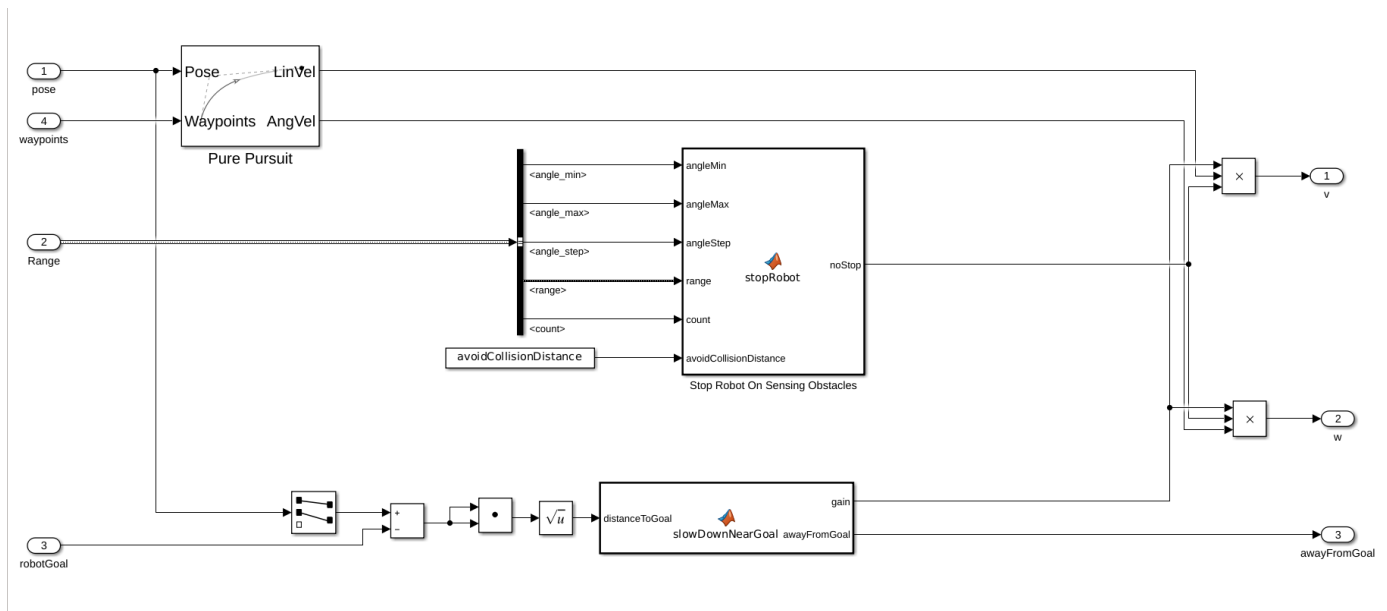 1
pose
4
waypoints
Pose
LinVel
Waypoints
AngVel
Pure Pursuit
2
Range
<angle_min>
<angle_max>
<angle_step>
<range>
<count>
avoidCollisionDistance
angleMin
angleMax
angleStep
range
count
avoidCollisionDistance
stopRobot
noStop
Stop Robot On Sensing Obstacles
×
1
v
×
2
w
3
robotGoal
+
−
√u
distanceToGoal
slowDownNearGoal
gain
awayFromGoal
3
awayFromGoal